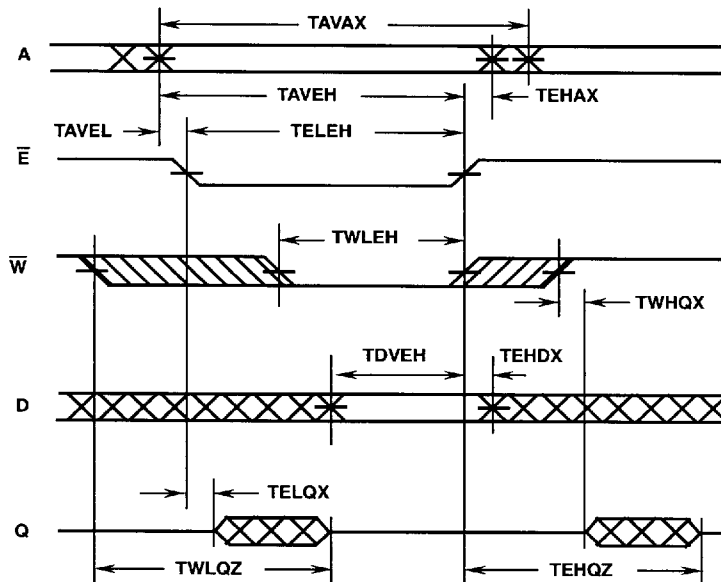 TAVAX
A
TAVEH
TEHAX
TAVEL
TELEH
E̅
TWLEH
W̅
TWHQX
TDVEH
TEHDX
D
TELQX
Q
TWLQZ
TEHQZ